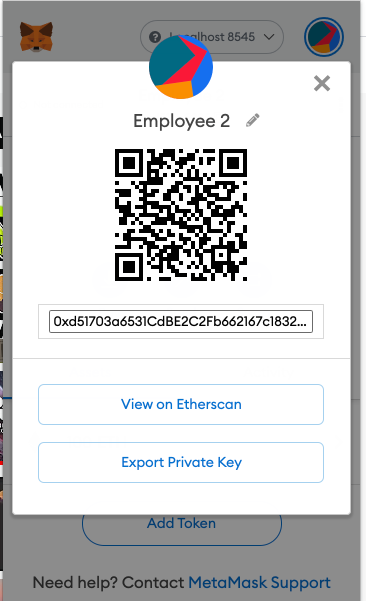 Localhost 8545
Employee 2
0xd51703a6531CdBE2C2Fb662167c1832...
View on Etherscan
Export Private Key
Add Token
Need help? Contact MetaMask Support